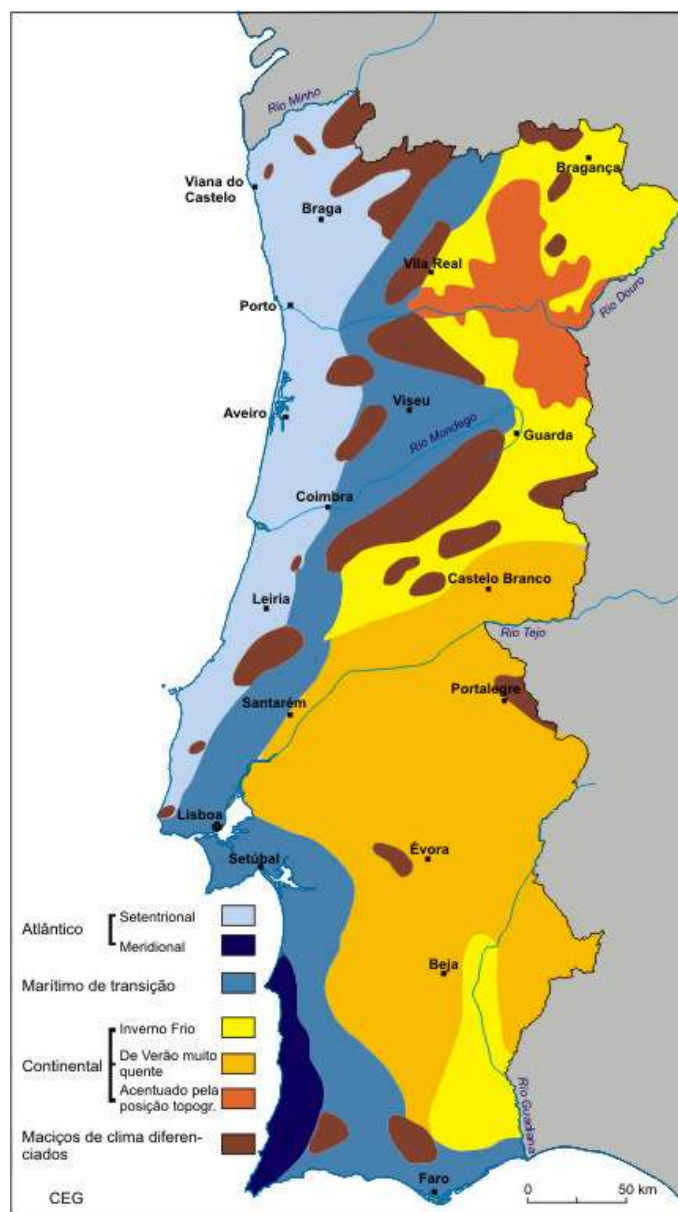 Rio Minho
Bragança
Viana do
Castelo
Braga
Vila Real
Porto
Rio Douro
Aveiro
Viseu
Rio Mondego
Guarda
Coimbra
Castelo Branco
Leiria
Rio Tejo
Portalegre
Santarém
Lisboa
Évora
Setúbal
Atlântico
Setentrional
Meridional
Beja
Marítimo de transição
Continental
Inverno Frio
De Verão muito
quente
Acentuado pela
posição topogr.
Rio Guadiana
Maciços de clima diferen-
ciados
Faro
0 50 km
CEG